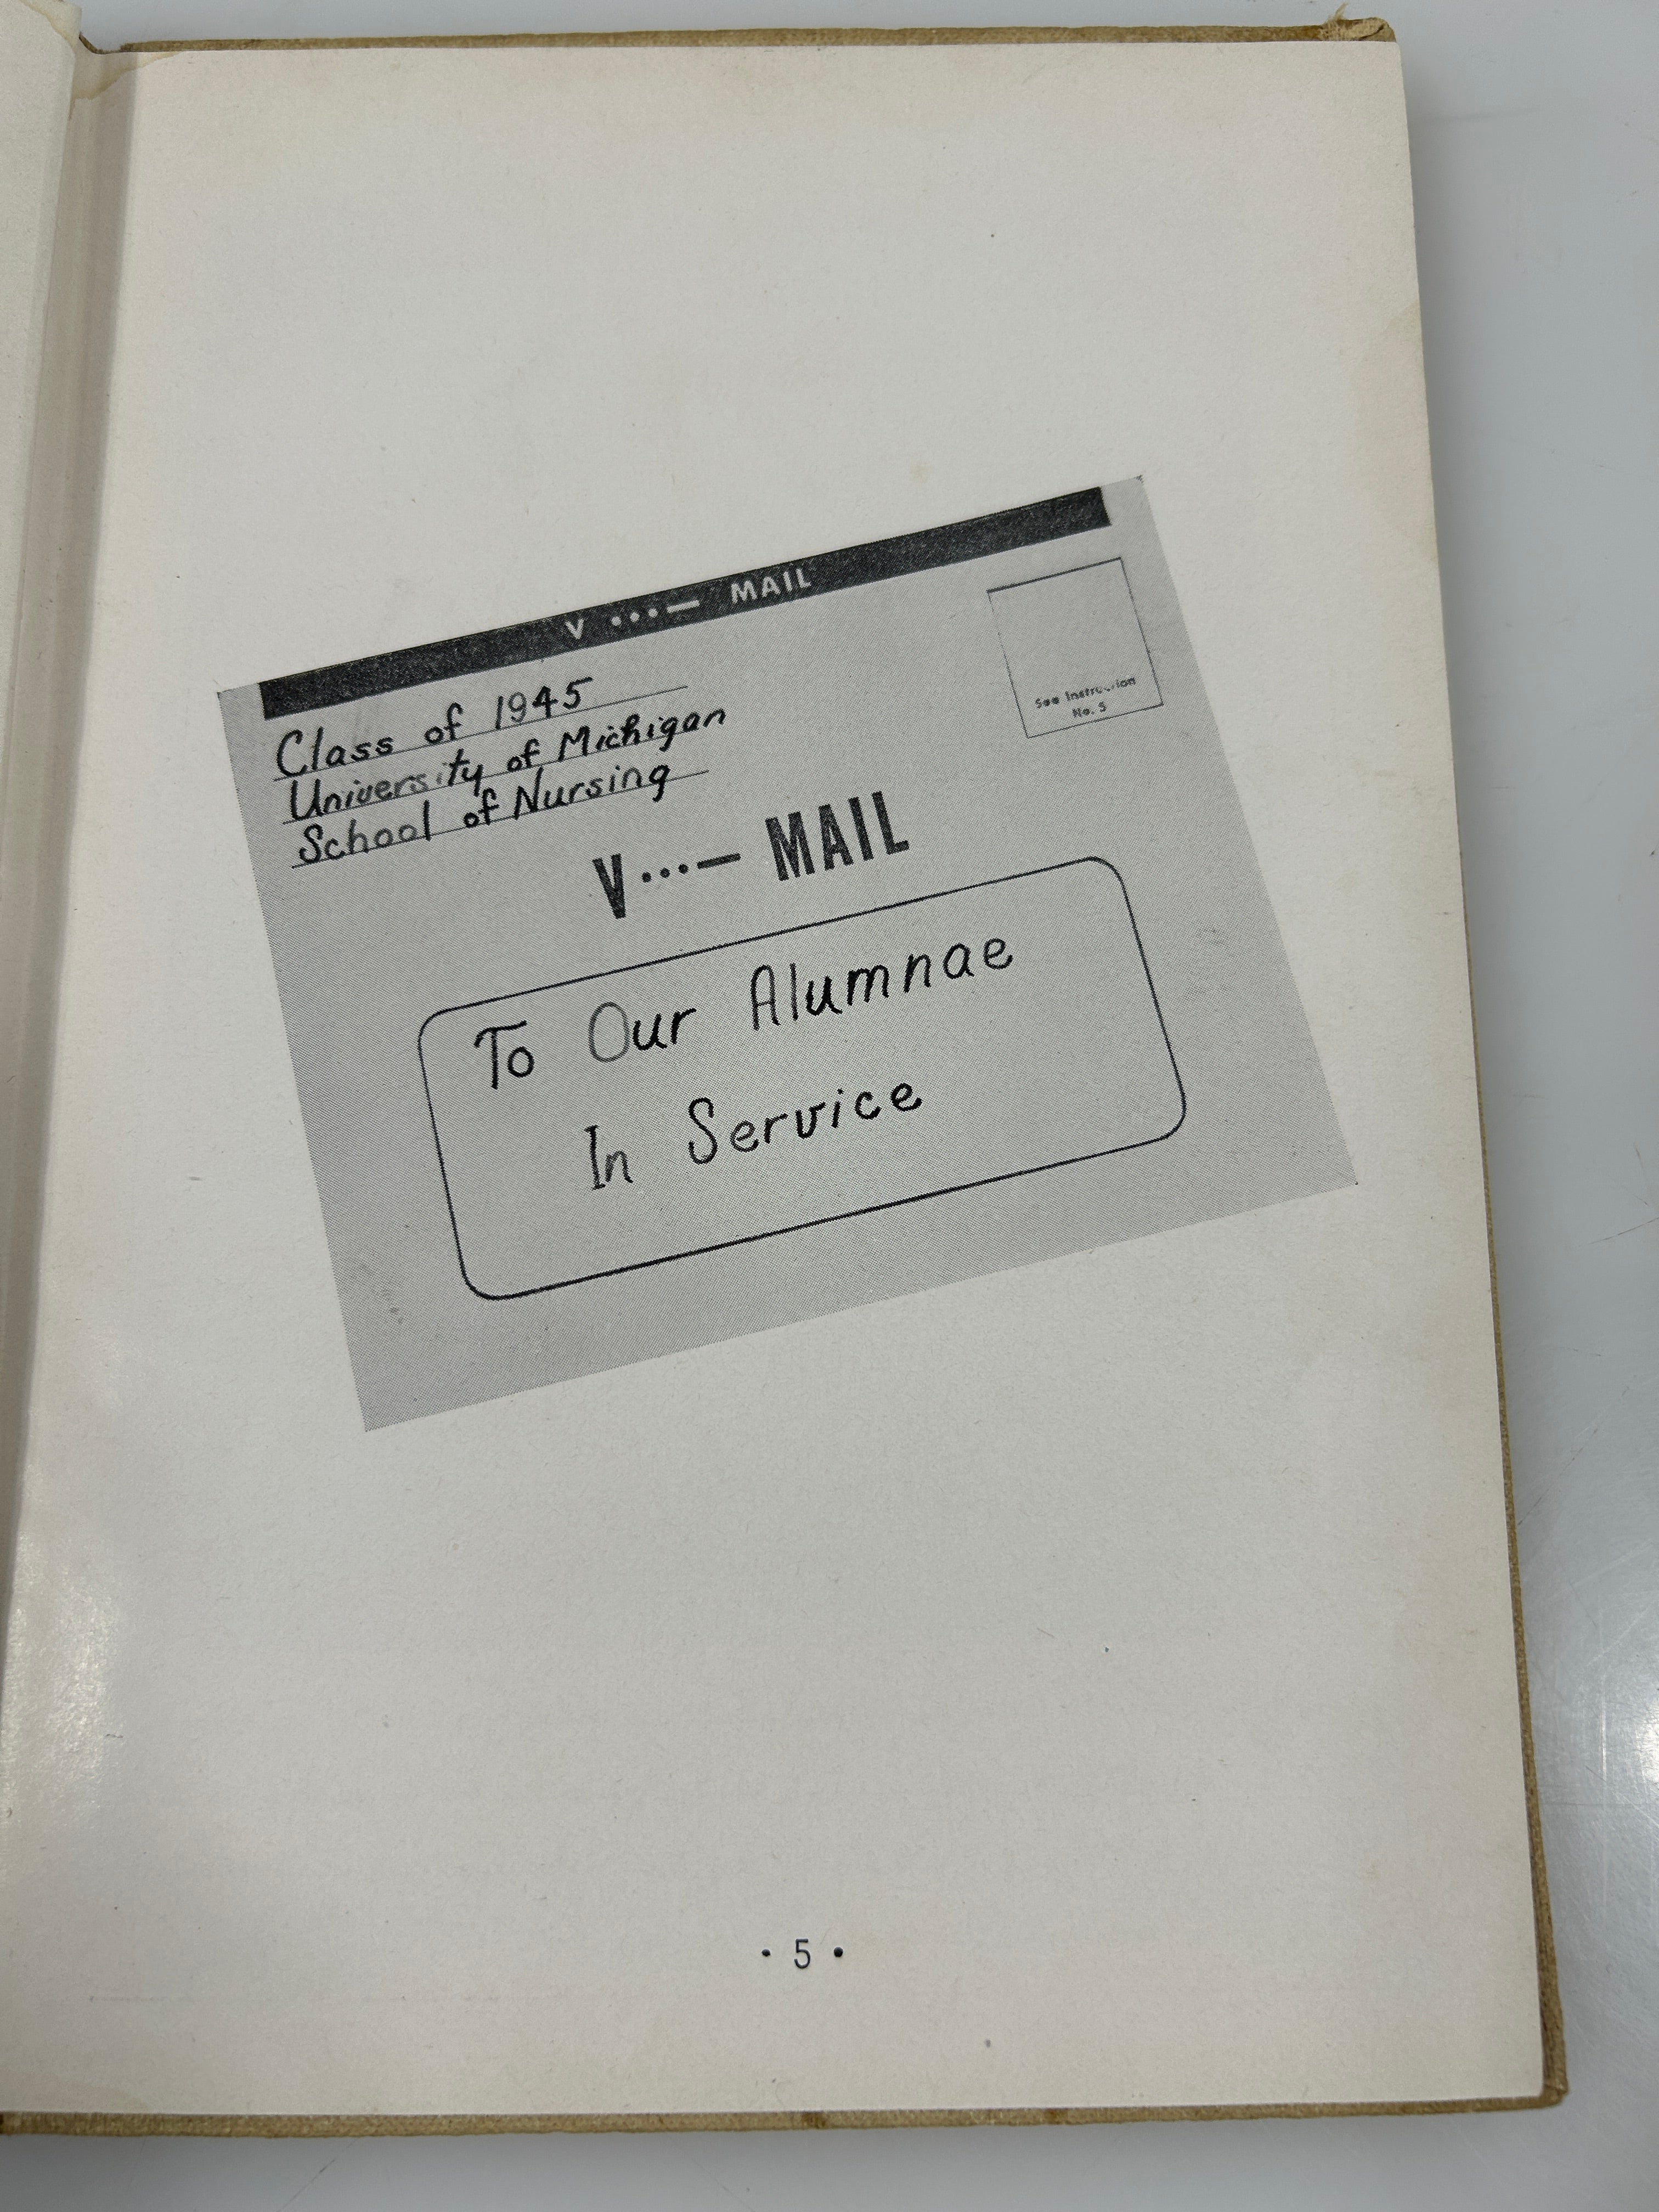 V ...— MAIL
Class of 1945
University of Michigan
School of Nursing
See Instruction
No. 5
V ...— MAIL
To Our Alumnae
In Service
• 5 •